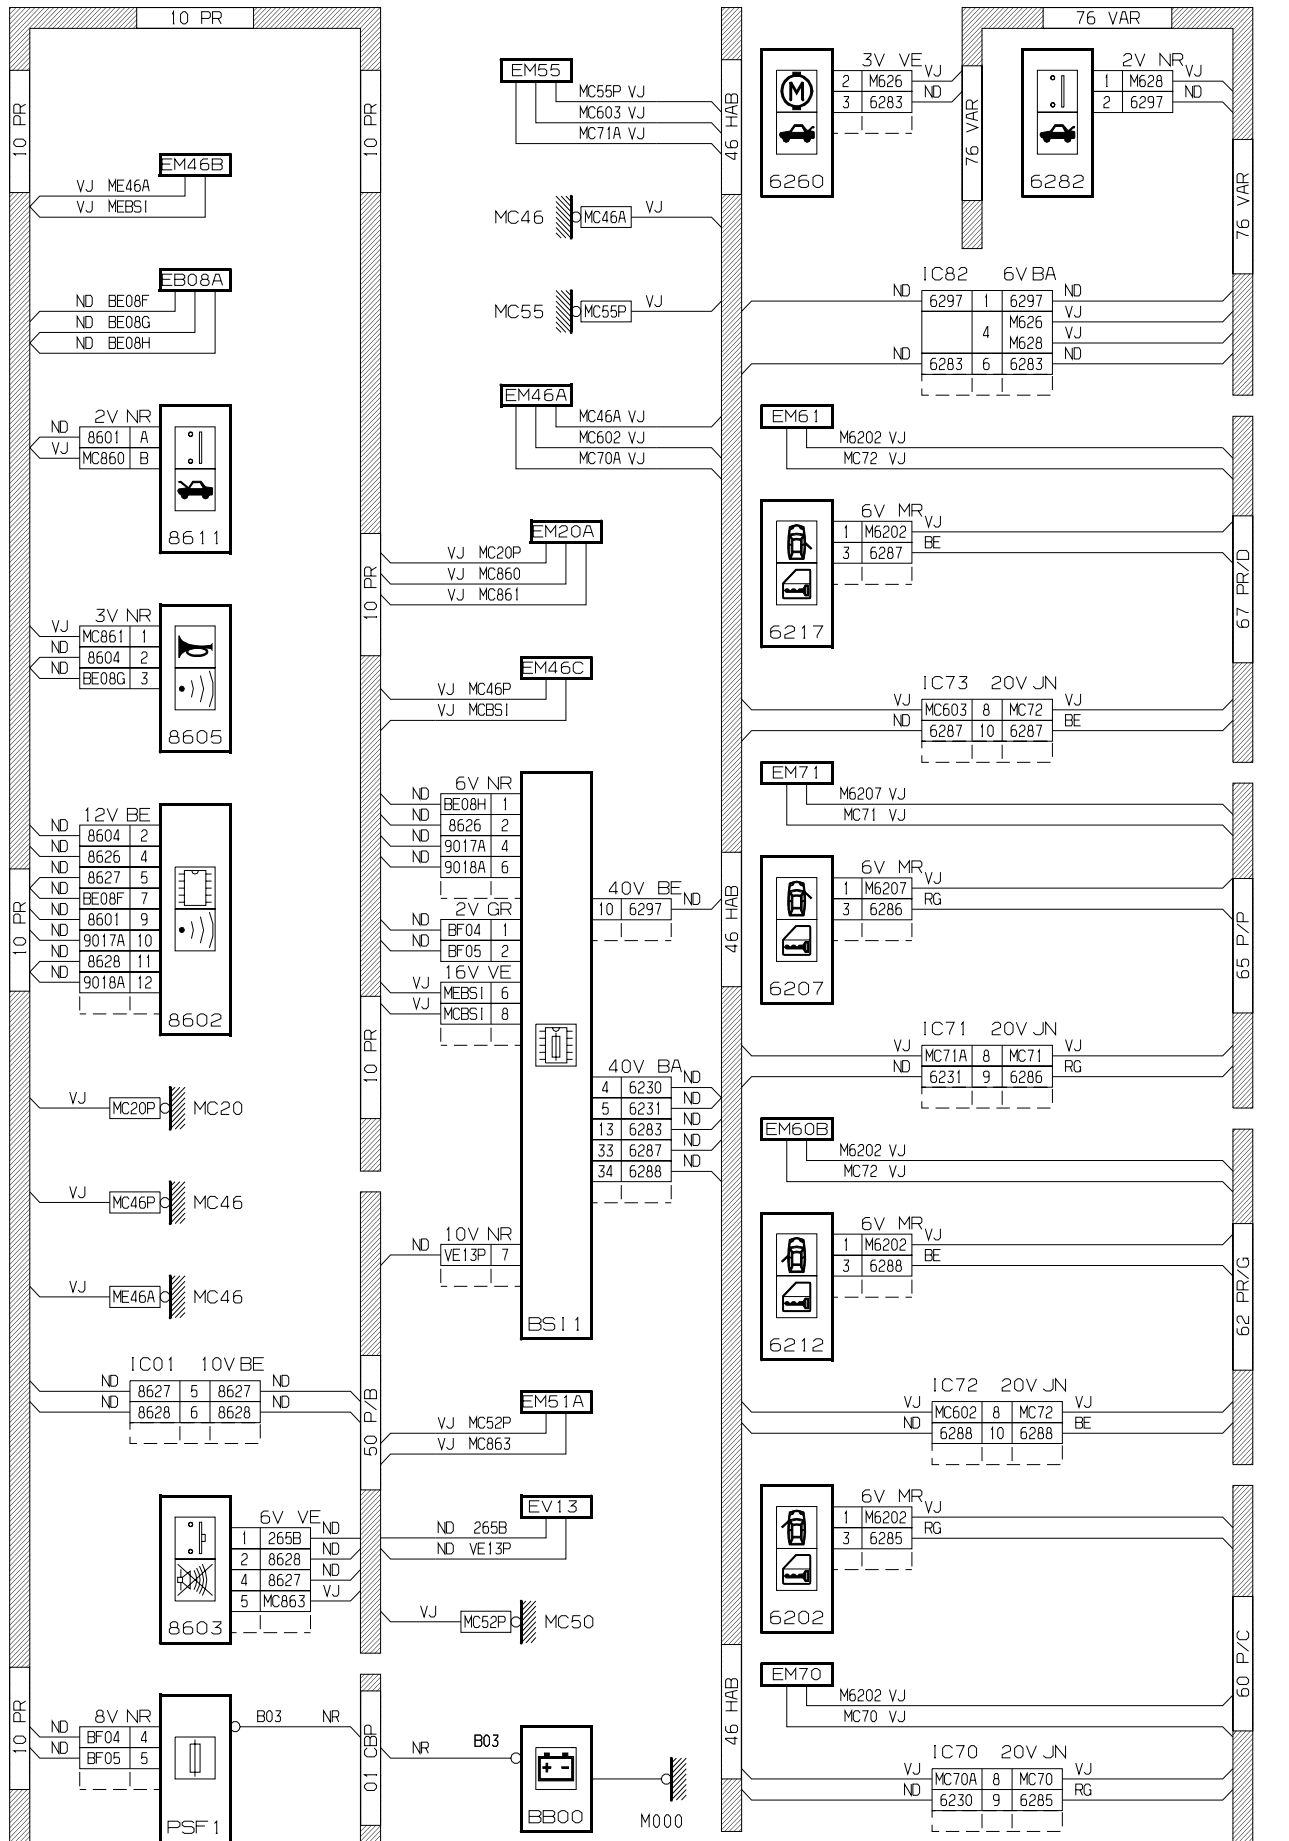 10 PR
10 PR
10 PR
EM46B
VJ ME46A
VJ MEBSI
EB08A
ND BE08F
ND BE08G
ND BE08H
2V NR
ND 8601 A
VJ MC860 B
8611
3V NR
VJ MC861 1
ND 8604 2
ND BE08G 3
8605
12V BE
ND 8604 2
ND 8626 4
ND 8627 5
ND BE08F 7
ND 8601 9
ND 9017A 10
ND 8628 11
ND 9018A 12
8602
10 PR
VJ MC20P MC20
VJ MC46P MC46
VJ ME46A MC46
IC01 10V BE
ND 8627 5 8627 ND
ND 8628 6 8628 ND
6V VE
1 265B ND
2 8628 ND
4 8627 ND
5 MC863 VJ
8603
10 PR
8V NR
ND BF04 4
ND BF05 5
B03 NR
PSF1
EM55
MC55P VJ
MC603 VJ
MC71A VJ
MC46 MC46A VJ
MC55 MC55P VJ
EM46A
MC46A VJ
MC602 VJ
MC70A VJ
10 PR
EM20A
VJ MC20P
VJ MC860
VJ MC861
EM46C
VJ MC46P
VJ MCBSI
6V NR
ND BE08H 1
ND 8626 2
ND 9017A 4
ND 9018A 6
2V GR
ND BF04 1
ND BF05 2
16V VE
VJ MEBSI 6
VJ MCBSI 8
10 PR
40V BE
10 6297 ND
40V BA
4 6230 ND
5 6231 ND
13 6283 ND
33 6287 ND
34 6288 ND
10V NR
ND VE13P 7
BSI1
50 P/B
EM51A
VJ MC52P
VJ MC863
EV13
ND 265B
ND VE13P
VJ MC52P MC50
01 CBP
NR B03
BB00
M000
46 HAB
46 HAB
46 HAB
3V VE
2 M626 VJ
3 6283 ND
6260
76 VAR
76 VAR
2V NR
1 M628 VJ
2 6297 ND
6282
76 VAR
IC82 6V BA
ND 6297 1 6297 ND
4 M626 VJ
M628 VJ
ND 6283 6 6283 ND
EM61
M6202 VJ
MC72 VJ
6V MR
1 M6202 VJ
3 6287 BE
6217
67 PR/D
IC73 20V JN
VJ MC603 8 MC72 VJ
ND 6287 10 6287 BE
EM71
M6207 VJ
MC71 VJ
6V MR
1 M6207 VJ
3 6286 RG
6207
65 P/P
IC71 20V JN
VJ MC71A 8 MC71 VJ
ND 6231 9 6286 RG
EM60B
M6202 VJ
MC72 VJ
6V MR
1 M6202 VJ
3 6288 BE
6212
62 PR/G
IC72 20V JN
VJ MC602 8 MC72 VJ
ND 6288 10 6288 BE
6V MR
1 M6202 VJ
3 6285 RG
6202
60 P/C
EM70
M6202 VJ
MC70 VJ
IC70 20V JN
VJ MC70A 8 MC70 VJ
ND 6230 9 6285 RG